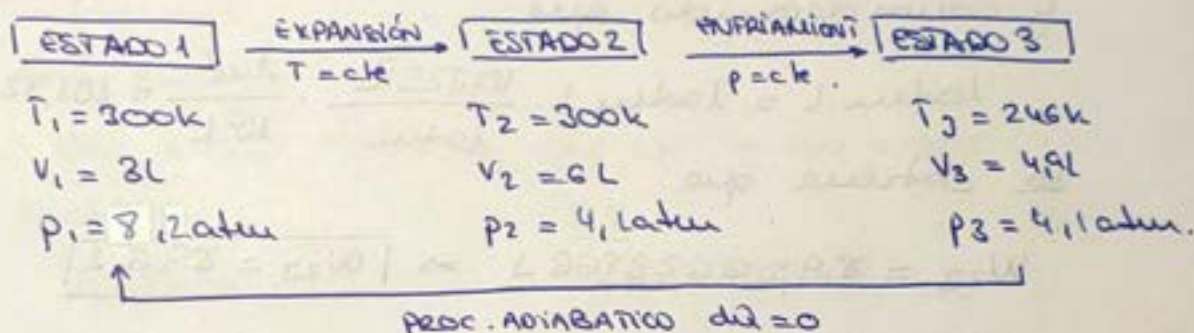 ESTADO 1 EXPANSIÓN ESTADO 2 ENFRIAMIENT ESTADO 3
T = cte p = cte.
T₁ = 300k T₂ = 300k T₃ = 246k
V₁ = 3L V₂ = 6L V₃ = 4,9L
p₁ = 8,2atm p₂ = 4,1atm p₃ = 4,1atm.
PROC. ADIABATICO dQ = 0